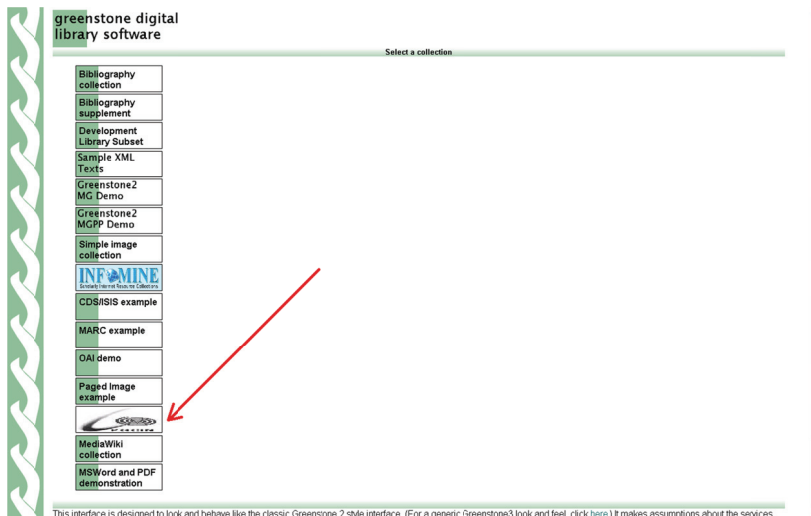 greenstone digital
library software
Select a collection
Bibliography
collection
Bibliography
supplement
Development
Library Subset
Sample XML
Texts
Greenstone2
MG Demo
Greenstone2
MGPP Demo
Simple image
collection
INFOMINE
Scholarly Internet Resource Collections
CDS/ISIS example
MARC example
OAI demo
Paged Image
example
MediaWiki
collection
MSWord and PDF
demonstration
This interface is designed to look and behave like the classic Greenstone 2 style interface. (For a generic Greenstone3 look and feel, click here.) It makes assumptions about the services